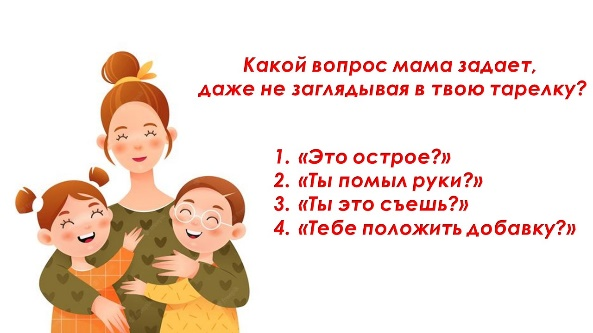 Какой вопрос мама задает,
даже не заглядывая в твою тарелку?
1. «Это острое?»
2. «Ты помыл руки?»
3. «Ты это съешь?»
4. «Тебе положить добавку?»